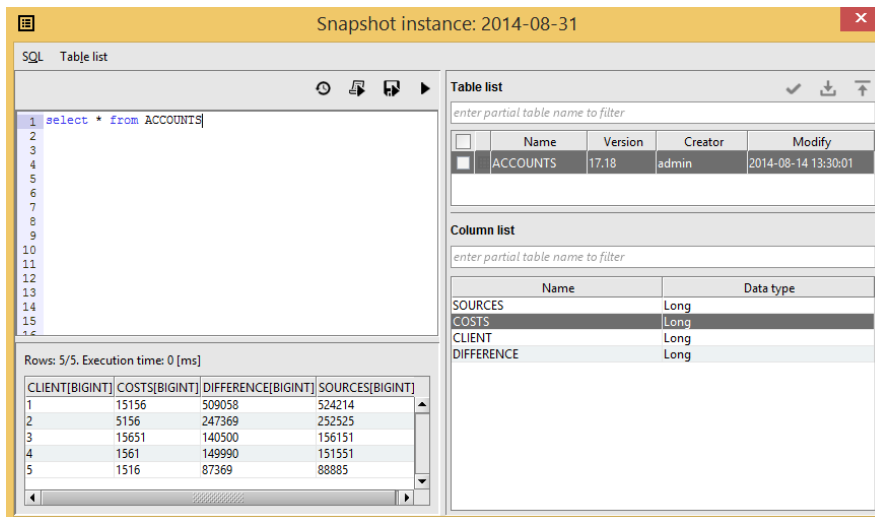 Snapshot instance: 2014-08-31
SQL Table list
1 select * from ACCOUNTS
2
3
4
5
6
7
8
9
10
11
12
13
14
15
16
Rows: 5/5. Execution time: 0 [ms]
CLIENT[BIGINT] COSTS[BIGINT] DIFFERENCE[BIGINT] SOURCES[BIGINT]
1 15156 509058 524214
2 5156 247369 252525
3 15651 140500 156151
4 1561 149990 151551
5 1516 87369 88885
Table list
enter partial table name to filter
Name Version Creator Modify
ACCOUNTS 17.18 admin 2014-08-14 13:30:01
Column list
enter partial table name to filter
Name Data type
SOURCES Long
COSTS Long
CLIENT Long
DIFFERENCE Long